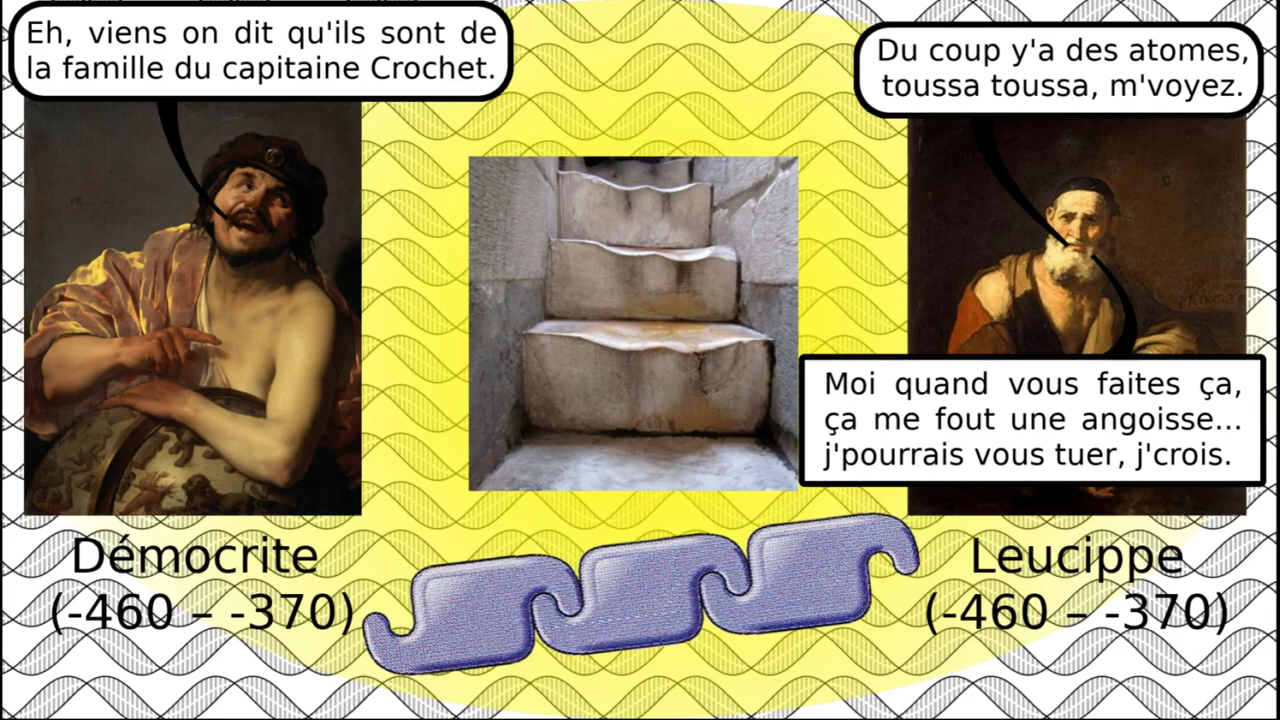 Eh, viens on dit qu'ils sont de
la famille du capitaine Crochet.
Du coup y'a des atomes,
toussa toussa, m'voyez.
Moi quand vous faites ça,
ça me fout une angoisse...
j'pourrais vous tuer, j'crois.
Démocrite
(-460 – -370)
Leucippe
(-460 – -370)